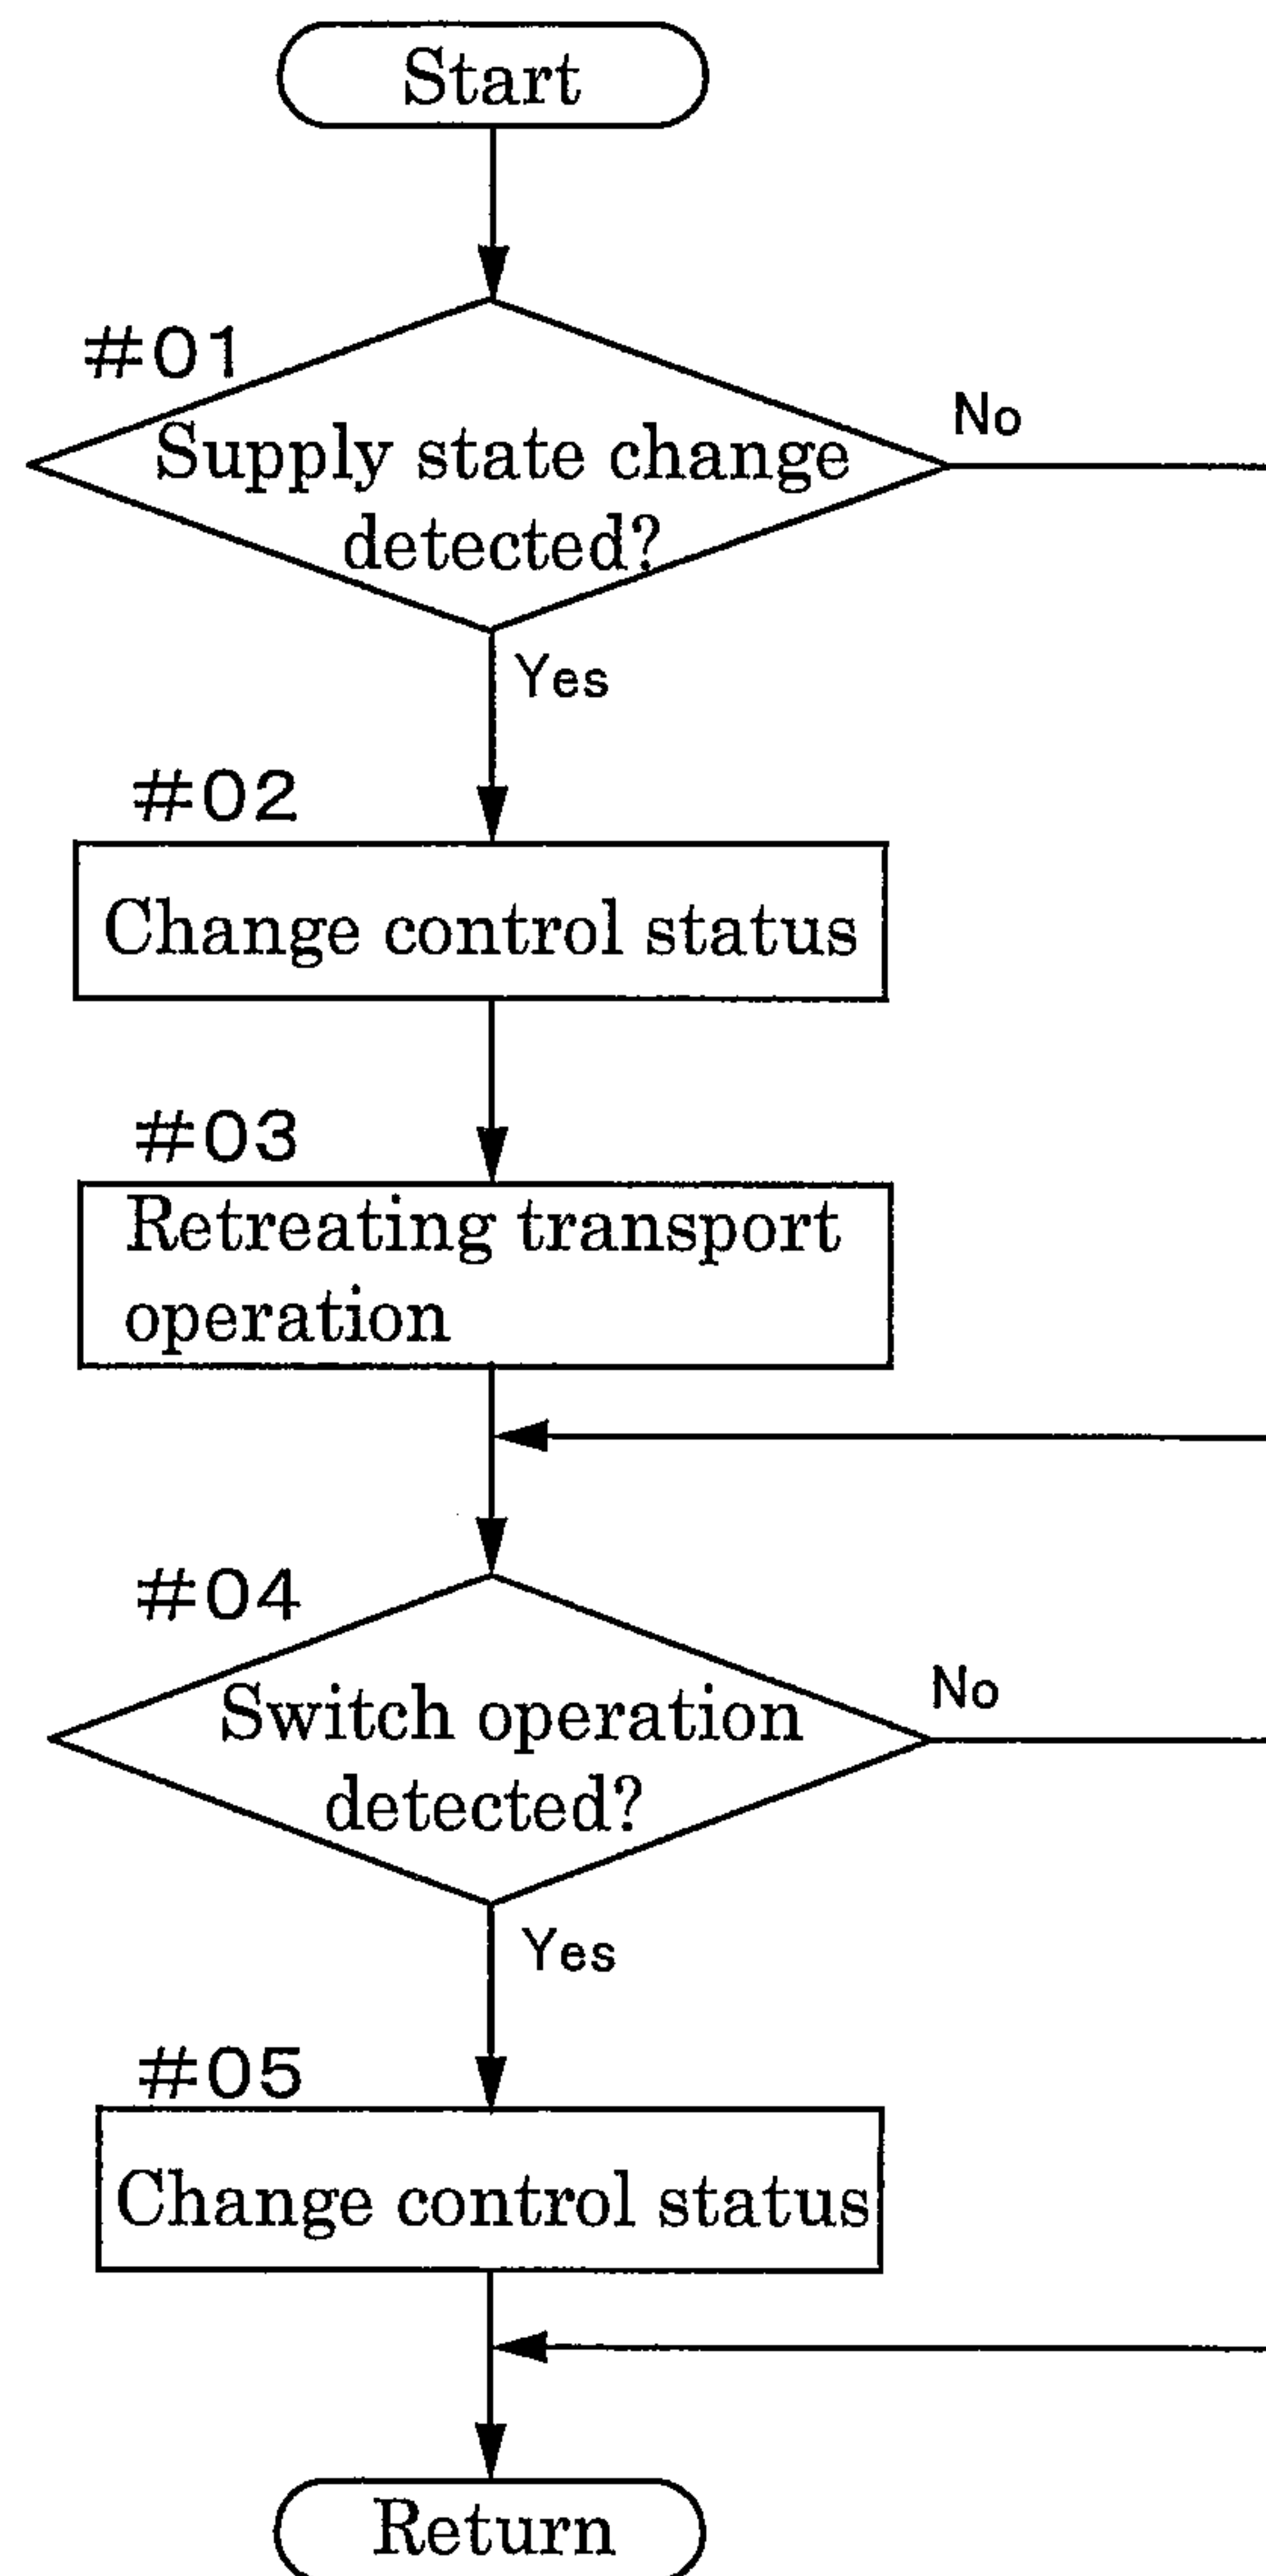 Start
#01
No
Supply state change
detected?
Yes
#02
Change control status
#03
Retreating transport
operation
#04
No
Switch operation
detected?
Yes
#05
Change control status
Return